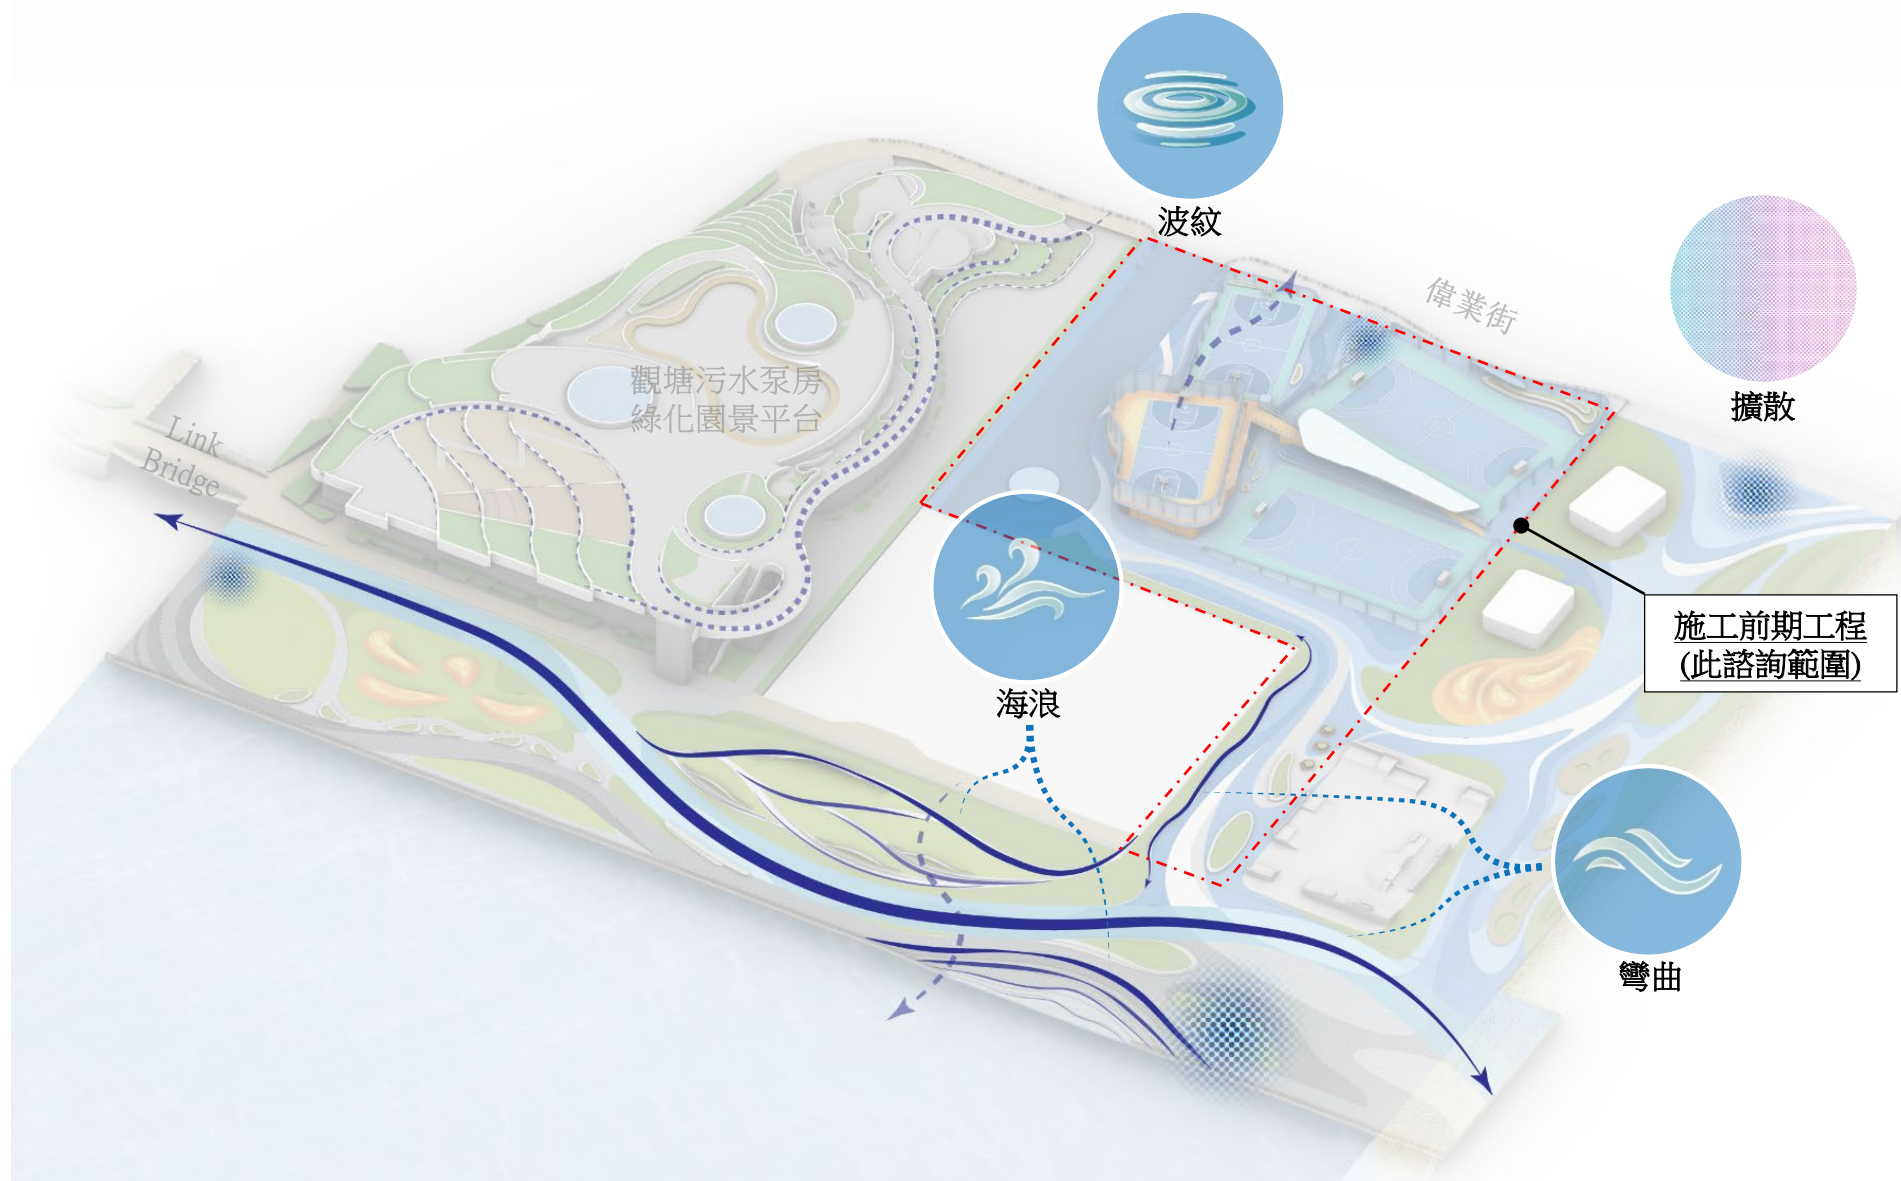 波紋
擴散
偉業街
觀塘污水泵房
綠化園景平台
Link
Bridge
施工前期工程
(此諮詢範圍)
海浪
彎曲